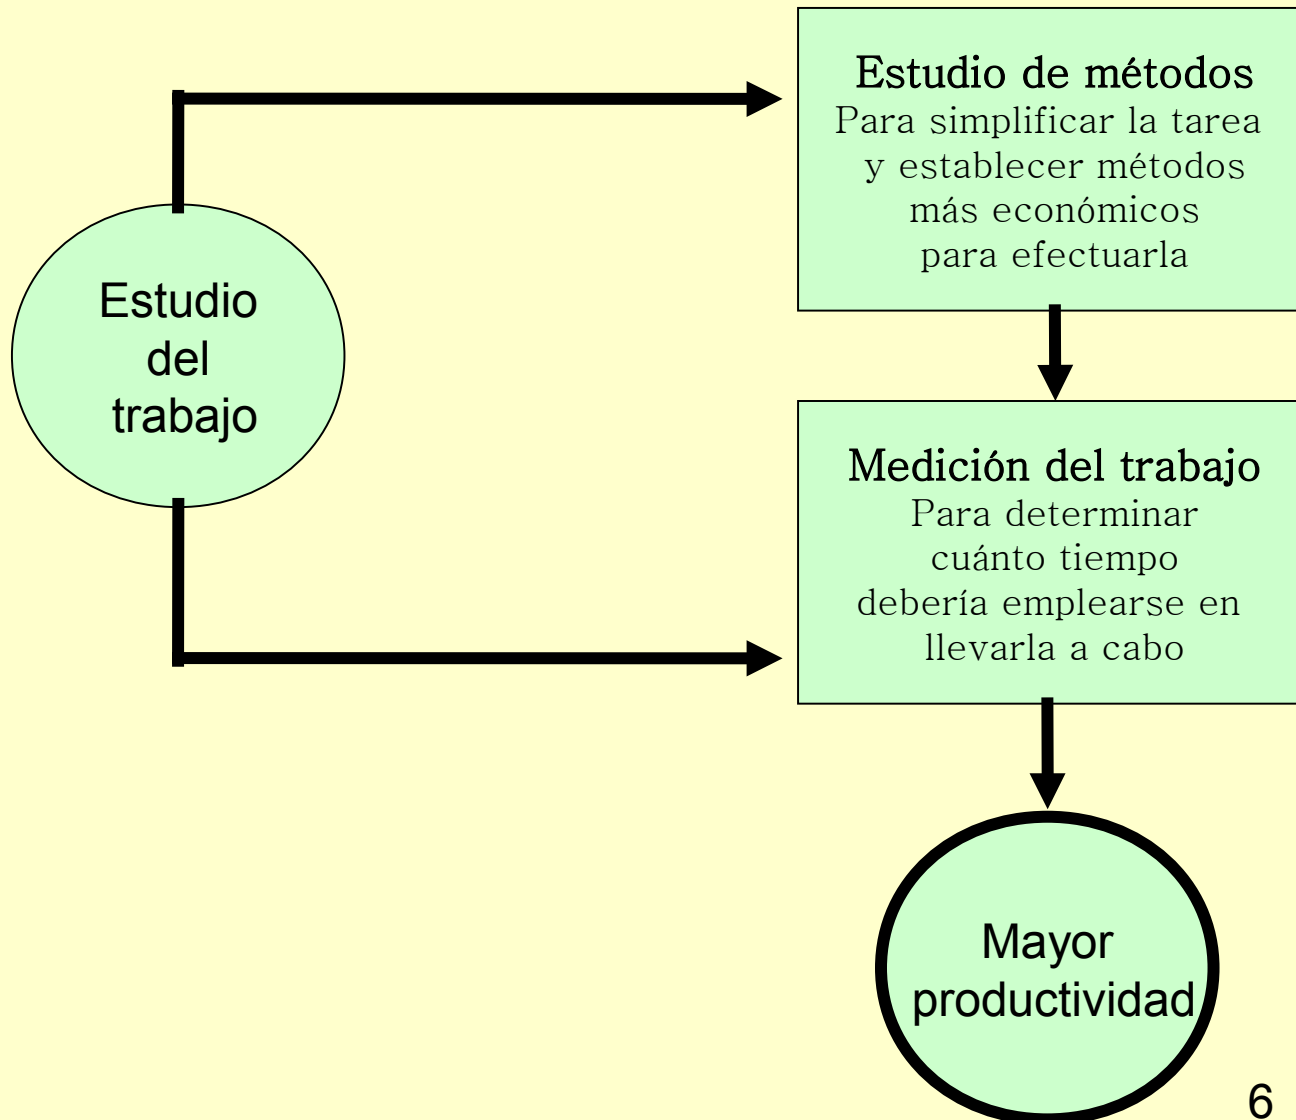 Estudio de métodos
Para simplificar la tarea
y establecer métodos
más económicos
para efectuarla
Estudio
del
trabajo
Medición del trabajo
Para determinar
cuánto tiempo
debería emplearse en
llevarla a cabo
Mayor
productividad
6